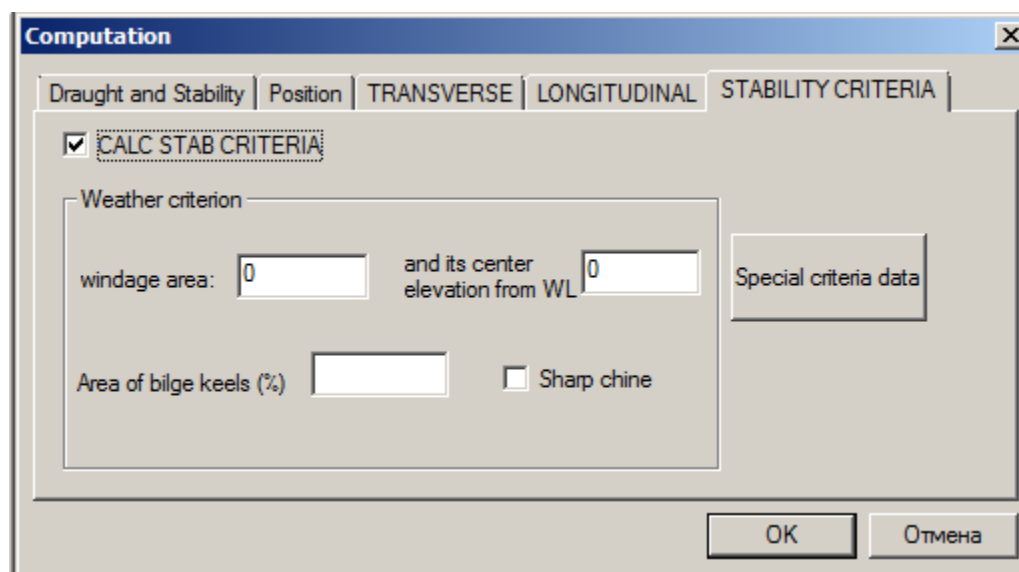 Computation
Draught and Stability Position TRANSVERSE LONGITUDINAL STABILITY CRITERIA
CALC STAB CRITERIA
Weather criterion
windage area: 0
and its center
elevation from WL 0
Special criteria data
Area of bilge keels (%)
Sharp chine
OK Отмена